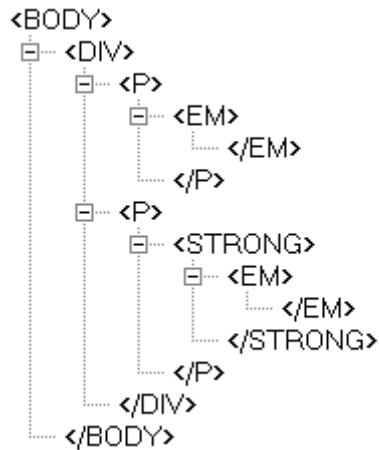 <BODY>
<DIV>
<P>
<EM>
</EM>
</P>
<P>
<STRONG>
<EM>
</EM>
</STRONG>
</P>
</DIV>
</BODY>